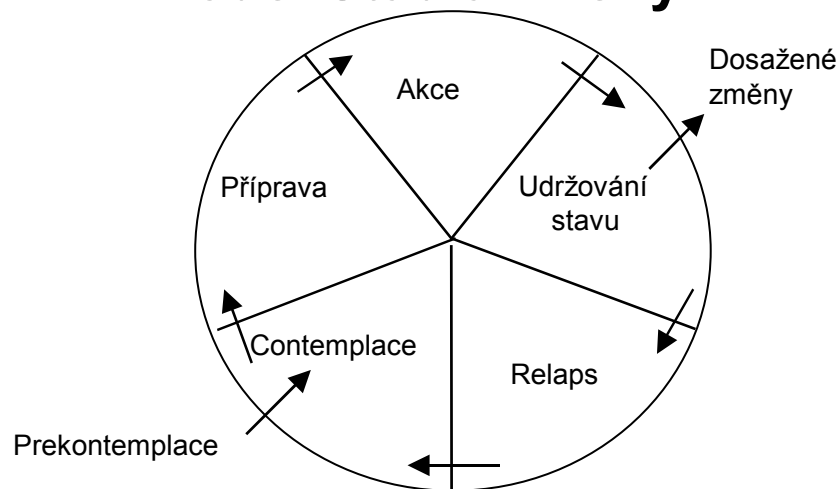 Dosažené
změny
Akce
Příprava
Udržování
stavu
Contemplace
Relaps
Prekontemplace